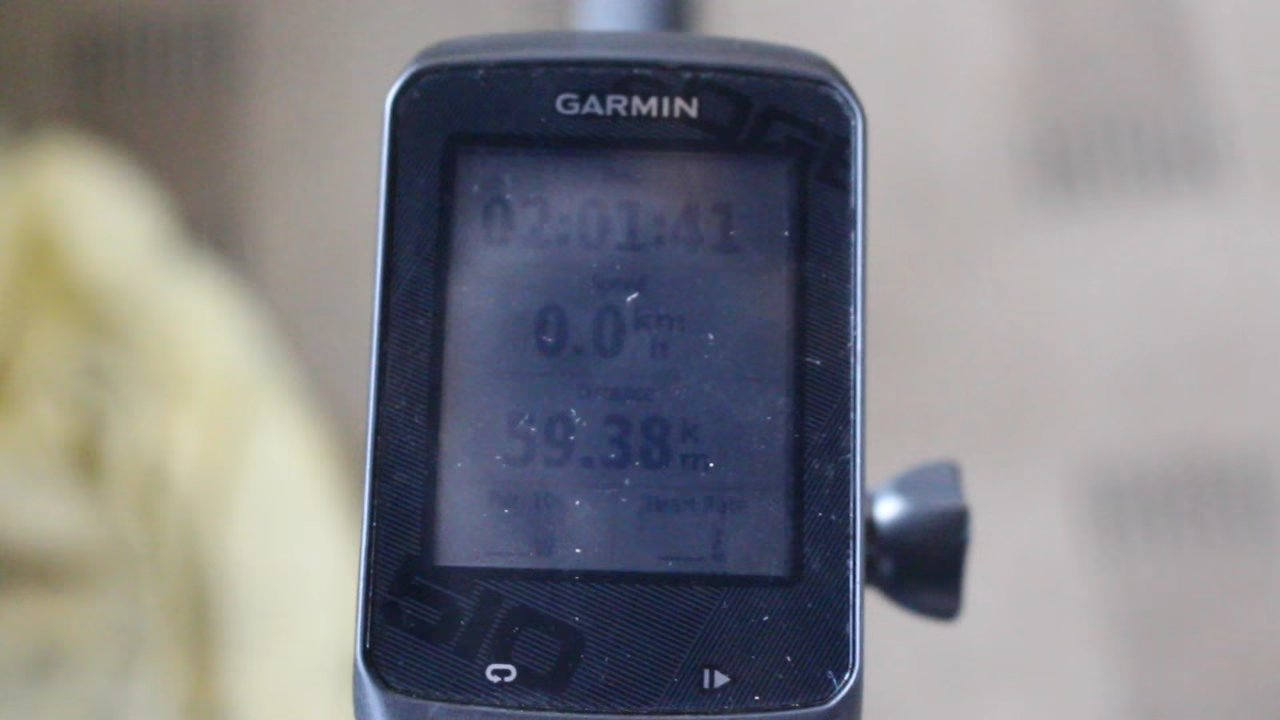 GARMIN
02:01:41
Speed
0.0 km h
Distance
59.38 k m
Heart Rate
w